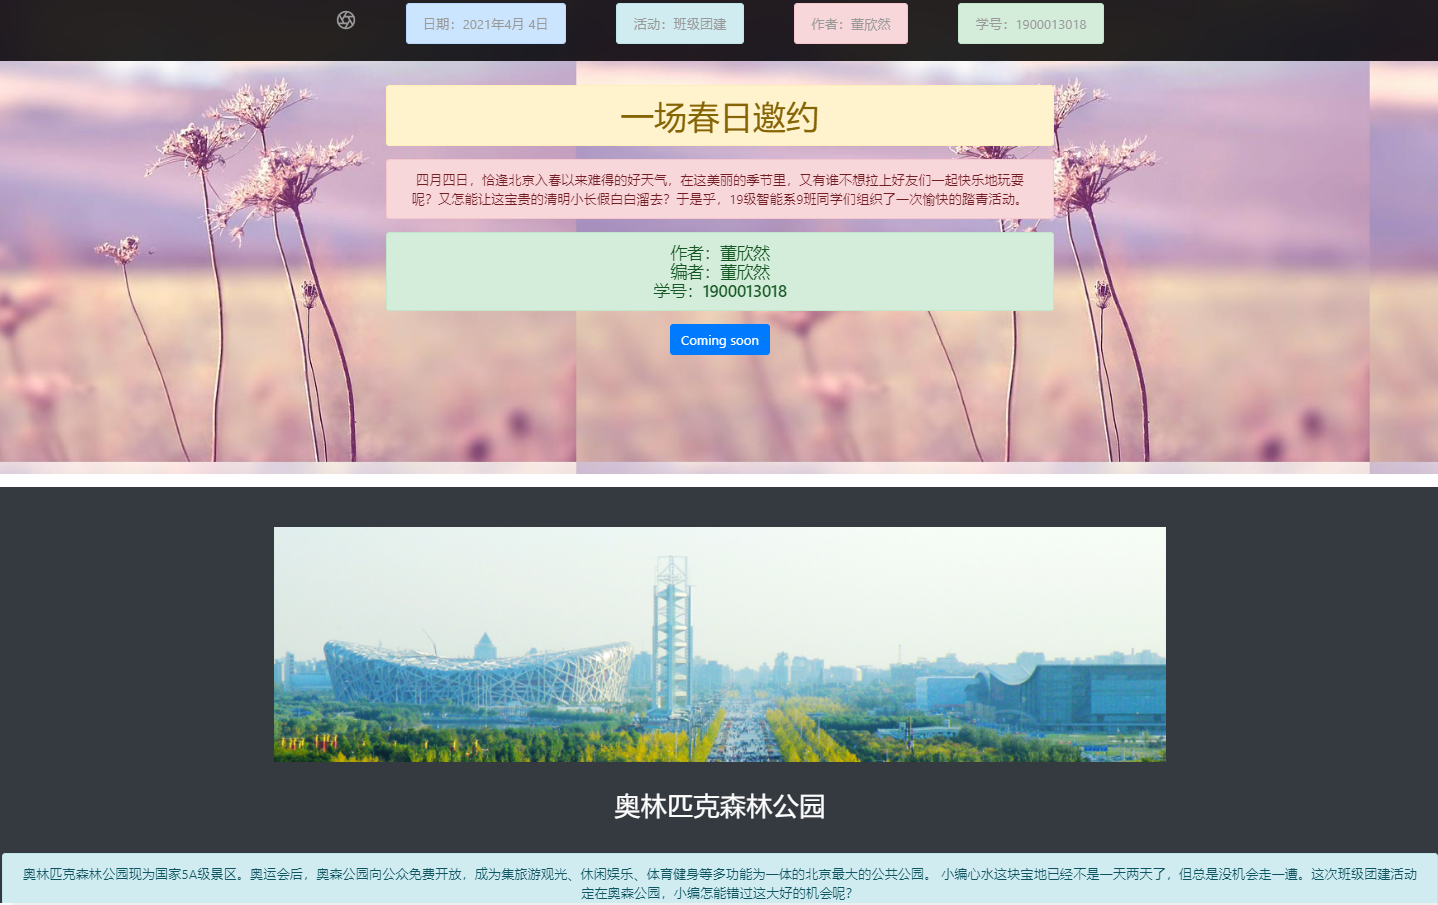 日期：2021年4月 4日
活动：班级团建
作者：董欣然
学号：1900013018
一场春日邀约
四月四日，恰逢北京入春以来难得的好天气，在这美丽的季节里，又有谁不想拉上好友们一起快乐地玩耍
呢？又怎能让这宝贵的清明小长假白白溜去？于是乎，19级智能系9班同学们组织了一次愉快的踏青活动。
作者：董欣然
编者：董欣然
学号：1900013018
Coming soon
奥林匹克森林公园
奥林匹克森林公园现为国家5A级景区。奥运会后，奥森公园向公众免费开放，成为集旅游观光、休闲娱乐、体育健身等多功能为一体的北京最大的公共公园。 小编心水这块宝地已经不是一天两天了，但总是没机会走一遭。这次班级团建活动
定在奥森公园，小编怎能错过这大好的机会呢？